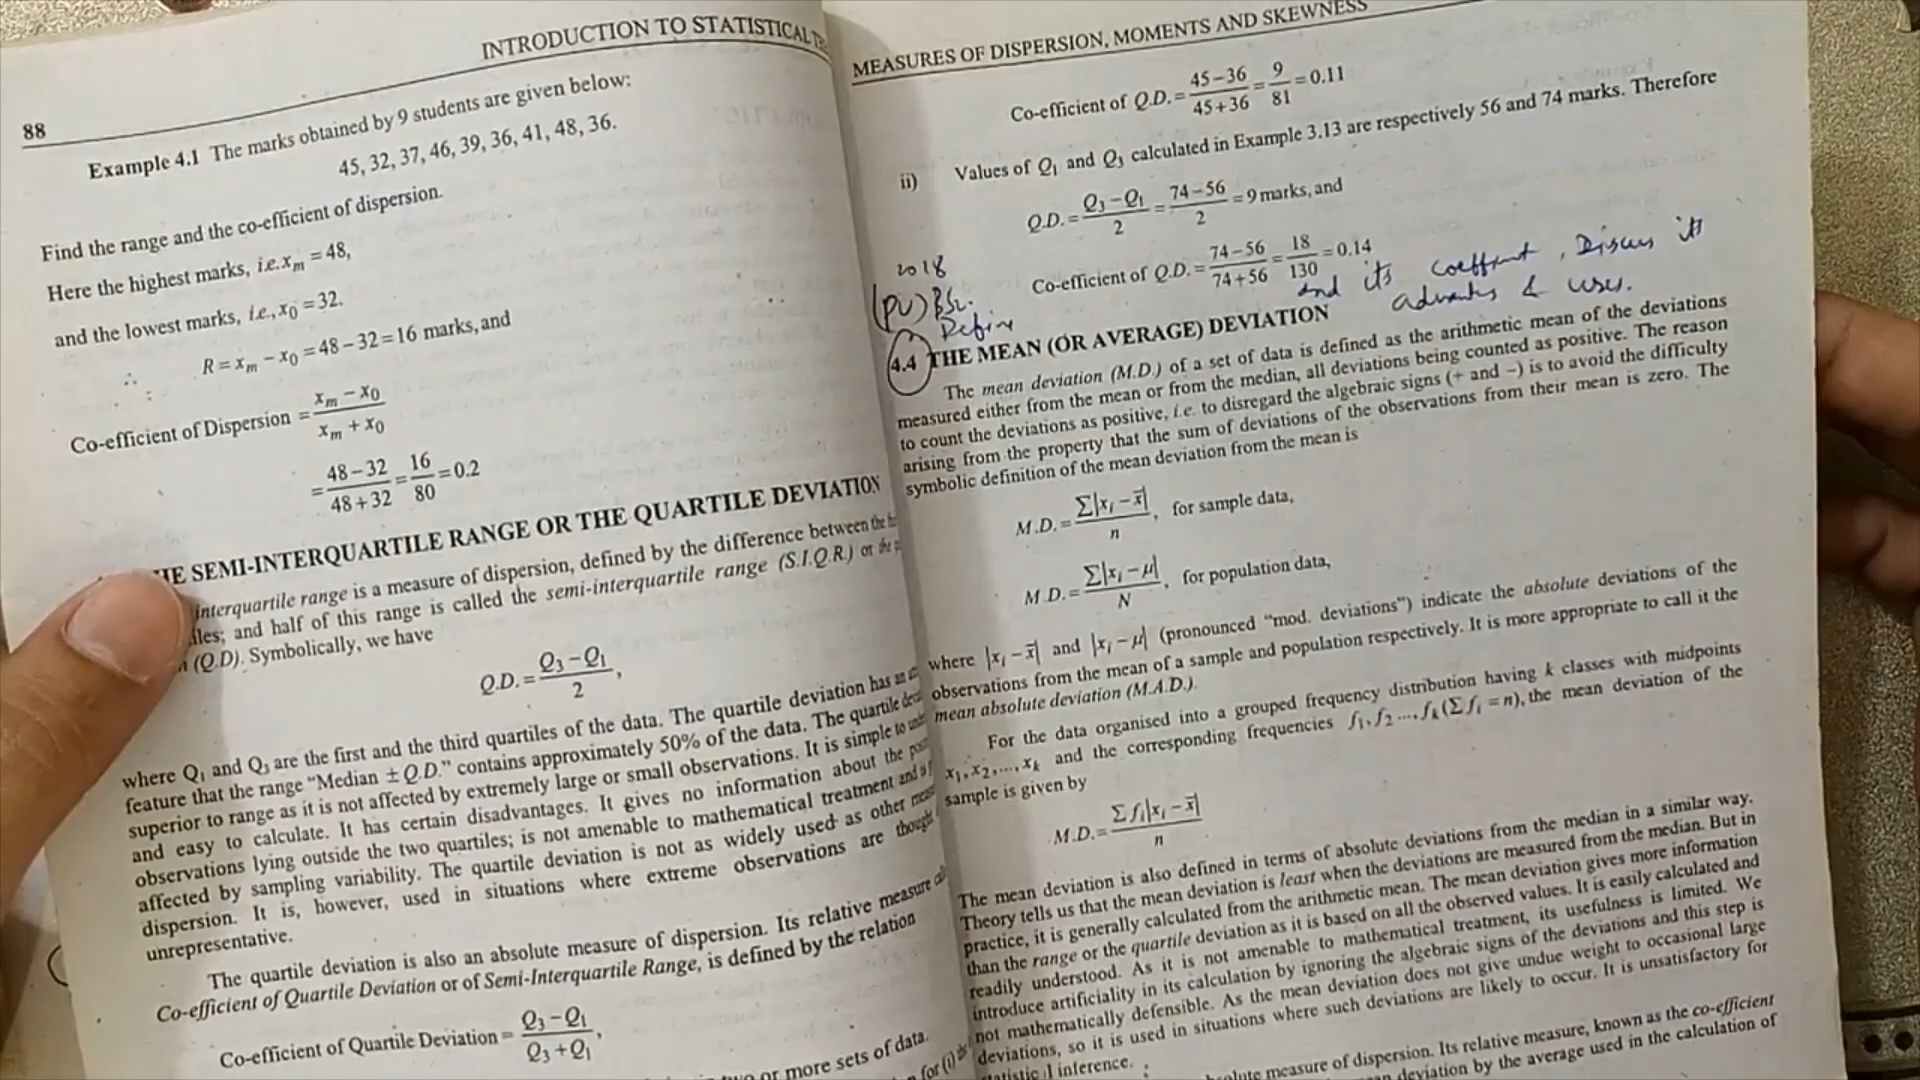 INTRODUCTION TO STATISTICAL
88
Example 4.1 The marks obtained by 9 students are given below:
45, 32, 37, 46, 39, 36, 41, 48, 36.
Find the range and the co-efficient of dispersion.
Here the highest marks, i.e. xₘ = 48,
and the lowest marks, i.e., x₀ = 32.
∴ R = xₘ − x₀ = 48 − 32 = 16 marks, and
Co-efficient of Dispersion = (xₘ − x₀)/(xₘ + x₀)
= (48 − 32)/(48 + 32) = 16/80 = 0.2
SEMI-INTERQUARTILE RANGE OR THE QUARTILE DEVIATION
interquartile range is a measure of dispersion, defined by the difference between the
and half of this range is called the semi-interquartile range (S.I.Q.R.) or the
(Q.D). Symbolically, we have
Q.D. = (Q₃ − Q₁)/2,
where Q₁ and Q₃ are the first and the third quartiles of the data. The quartile deviation has an
feature that the range "Median ± Q.D." contains approximately 50% of the data. The quartile
superior to range as it is not affected by extremely large or small observations. It is simple to
and easy to calculate. It has certain disadvantages. It gives no information about the
observations lying outside the two quartiles; is not amenable to mathematical treatment and is
affected by sampling variability. The quartile deviation is not as widely used as other
dispersion. It is, however, used in situations where extreme observations are thought
unrepresentative.
The quartile deviation is also an absolute measure of dispersion. Its relative measure
Co-efficient of Quartile Deviation or of Semi-Interquartile Range, is defined by the relation
Co-efficient of Quartile Deviation = (Q₃ − Q₁)/(Q₃ + Q₁),
or more sets of data.
for (i)
MEASURES OF DISPERSION, MOMENTS AND SKEWNESS
Co-efficient of Q.D. = (45 − 36)/(45 + 36) = 9/81 = 0.11
ii) Values of Q₁ and Q₃ calculated in Example 3.13 are respectively 56 and 74 marks. Therefore
Q.D. = (Q₃ − Q₁)/2 = (74 − 56)/2 = 9 marks, and
Co-efficient of Q.D. = (74 − 56)/(74 + 56) = 18/130 = 0.14
2018
(PU) BSc.
Define
and its coefficient, Discuss its
& uses.
4.4 THE MEAN (OR AVERAGE) DEVIATION
The mean deviation (M.D.) of a set of data is defined as the arithmetic mean of the deviations
measured either from the mean or from the median, all deviations being counted as positive. The reason
to count the deviations as positive, i.e. to disregard the algebraic signs (+ and −) is to avoid the difficulty
arising from the property that the sum of deviations of the observations from their mean is zero. The
symbolic definition of the mean deviation from the mean is
M.D. = Σ|xᵢ − x̄|/n, for sample data,
M.D. = Σ|xᵢ − μ|/N, for population data,
where |xᵢ − x̄| and |xᵢ − μ| (pronounced "mod. deviations") indicate the absolute deviations of the
observations from the mean of a sample and population respectively. It is more appropriate to call it the
mean absolute deviation (M.A.D.).
For the data organised into a grouped frequency distribution having k classes with midpoints
x₁, x₂, ..., xₖ and the corresponding frequencies f₁, f₂ ..., fₖ (Σfᵢ = n), the mean deviation of the
sample is given by
M.D. = Σfᵢ|xᵢ − x̄|/n
The mean deviation is also defined in terms of absolute deviations from the median in a similar way.
Theory tells us that the mean deviation is least when the deviations are measured from the median. But in
practice, it is generally calculated from the arithmetic mean. The mean deviation gives more information
than the range or the quartile deviation as it is based on all the observed values. It is easily calculated and
readily understood. As it is not amenable to mathematical treatment, its usefulness is limited. We
introduce artificiality in its calculation by ignoring the algebraic signs of the deviations and this step is
not mathematically defensible. As the mean deviation does not give undue weight to occasional large
deviations, so it is used in situations where such deviations are likely to occur. It is unsatisfactory for
inference.
measure of dispersion. Its relative measure, known as the co-efficient
deviation by the average used in the calculation of